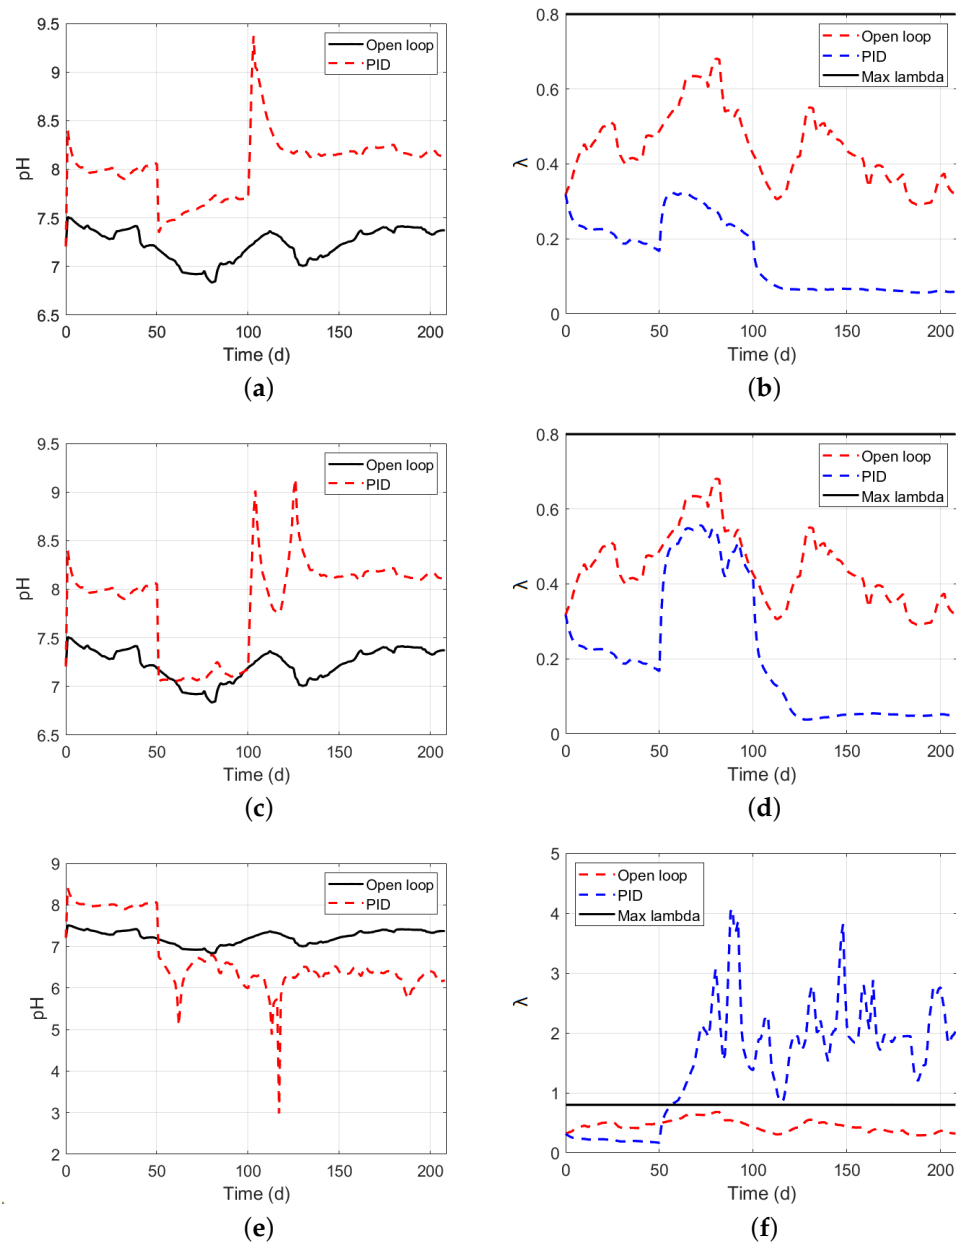 9.5
9
8.5
8
7.5
7
6.5
pH
Open loop
PID
0 50 100 150 200
Time (d)
(a)
0.8
0.6
0.4
0.2
0
λ
Open loop
PID
Max lambda
0 50 100 150 200
Time (d)
(b)
9.5
9
8.5
8
7.5
7
6.5
pH
Open loop
PID
0 50 100 150 200
Time (d)
(c)
0.8
0.6
0.4
0.2
0
λ
Open loop
PID
Max lambda
0 50 100 150 200
Time (d)
(d)
9
8
7
6
5
4
3
2
pH
Open loop
PID
0 50 100 150 200
Time (d)
(e)
5
4
3
2
1
0
λ
Open loop
PID
Max lambda
0 50 100 150 200
Time (d)
(f)